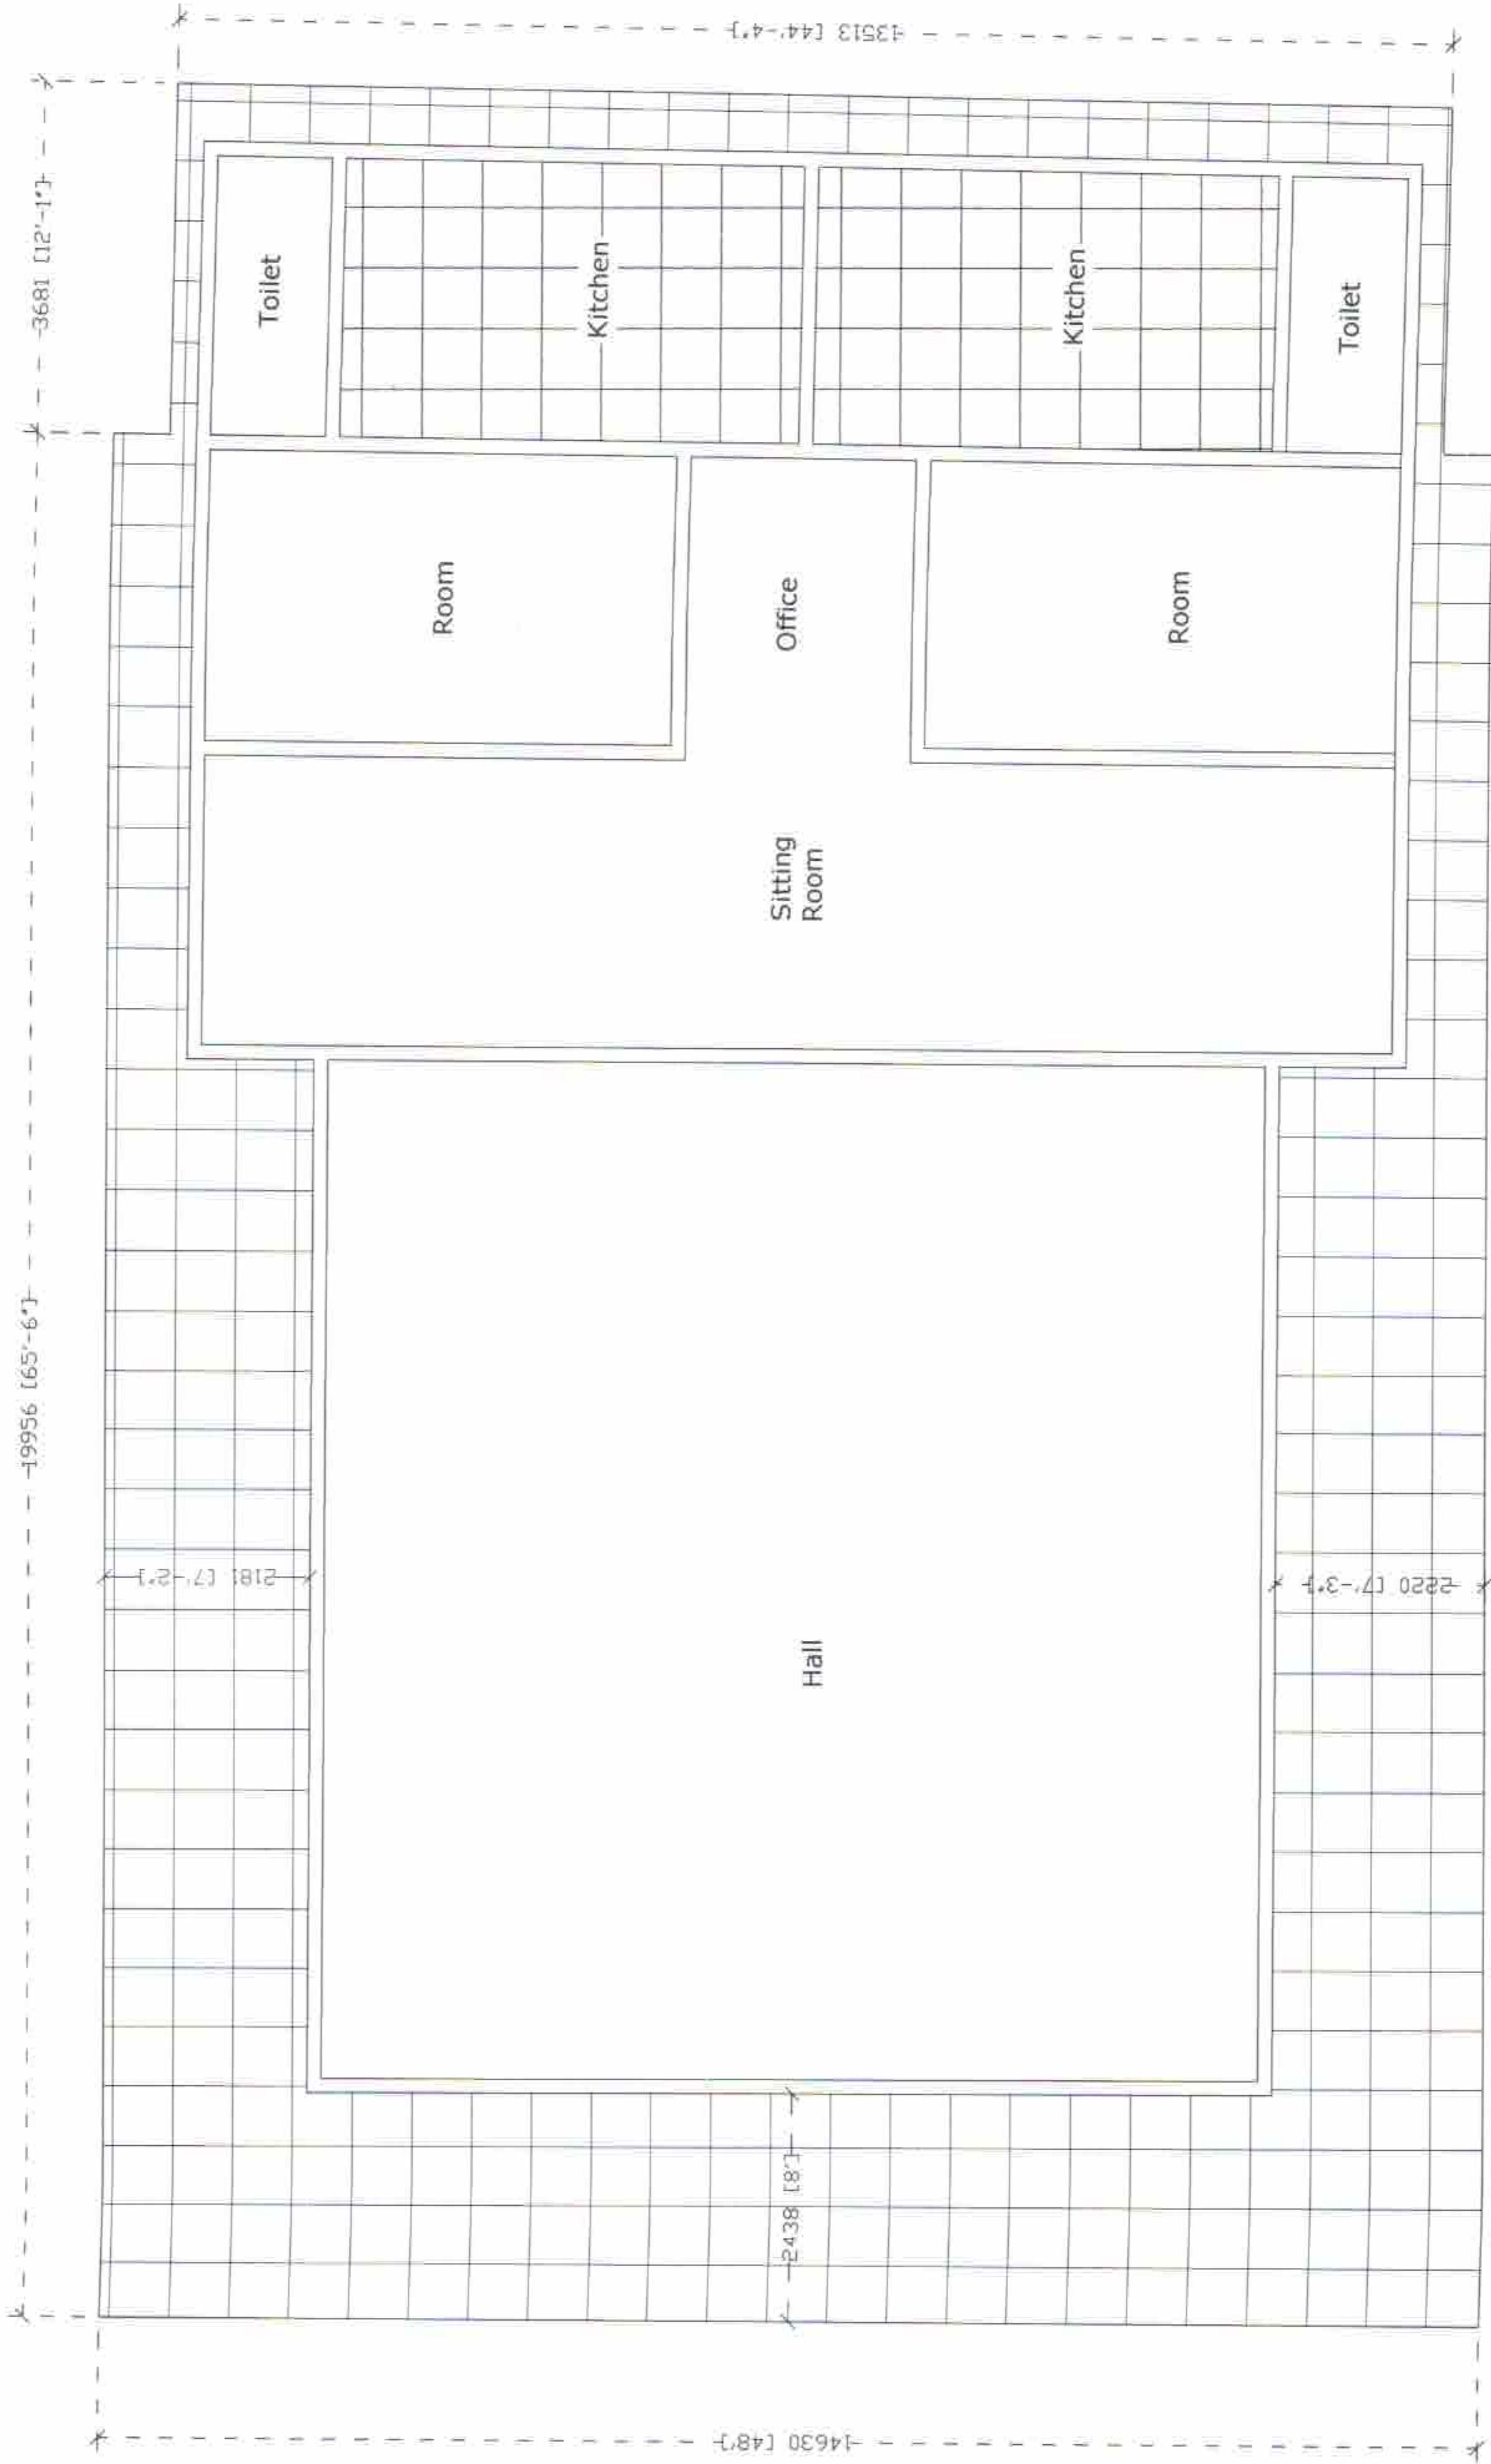 13513 [44'-4"]
3681 [12'-1"]
Toilet
Kitchen
Kitchen
Toilet
Room
Office
Room
Sitting
Room
19956 [65'-6"]
2181 [7'-2"]
2220 [7'-3"]
Hall
2438 [8']
14630 [48']